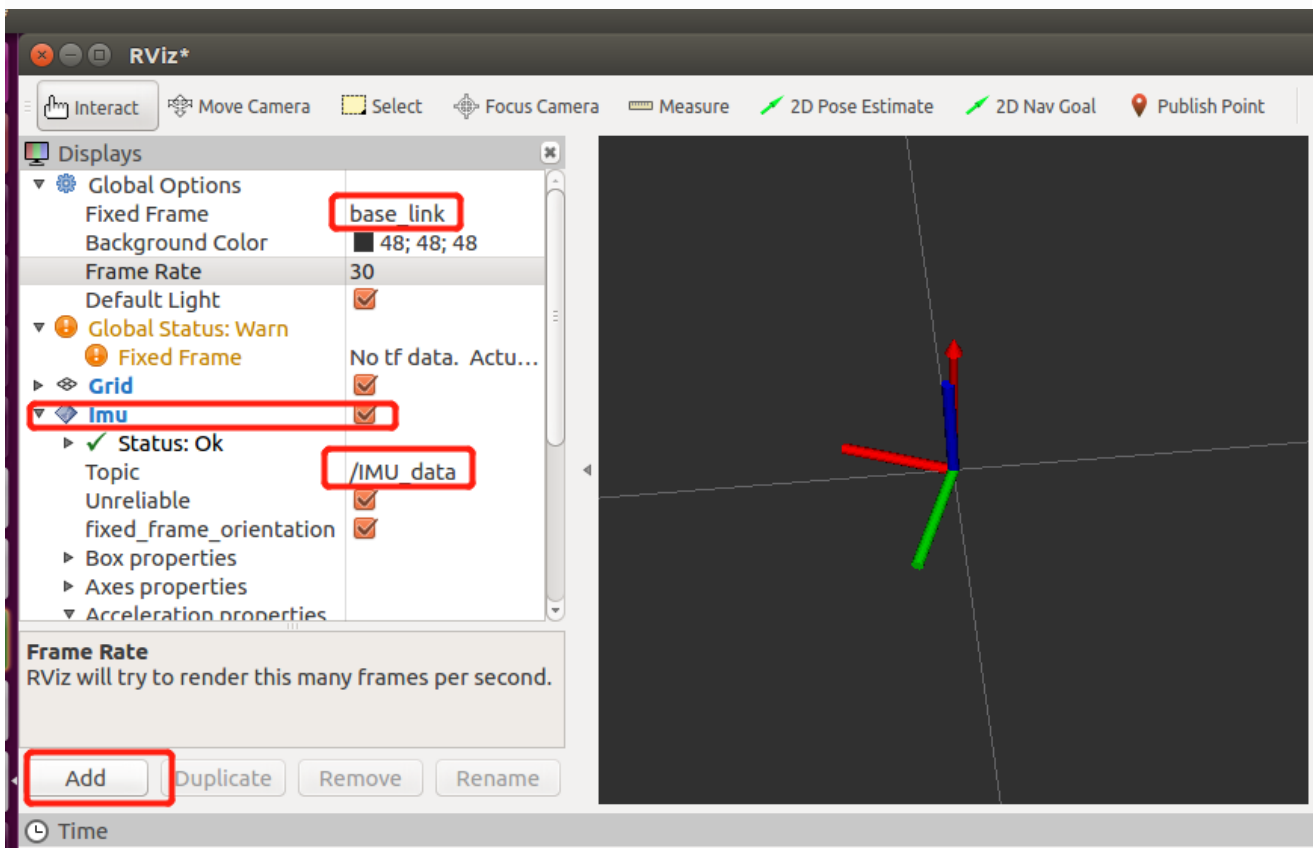 RViz*
Interact Move Camera Select Focus Camera Measure 2D Pose Estimate 2D Nav Goal Publish Point
Displays
Global Options
Fixed Frame base_link
Background Color 48; 48; 48
Frame Rate 30
Default Light
Global Status: Warn
Fixed Frame No tf data. Actu...
Grid
Imu
Status: Ok
Topic /IMU_data
Unreliable
fixed_frame_orientation
Box properties
Axes properties
Acceleration properties
Frame Rate
RViz will try to render this many frames per second.
Add Duplicate Remove Rename
Time